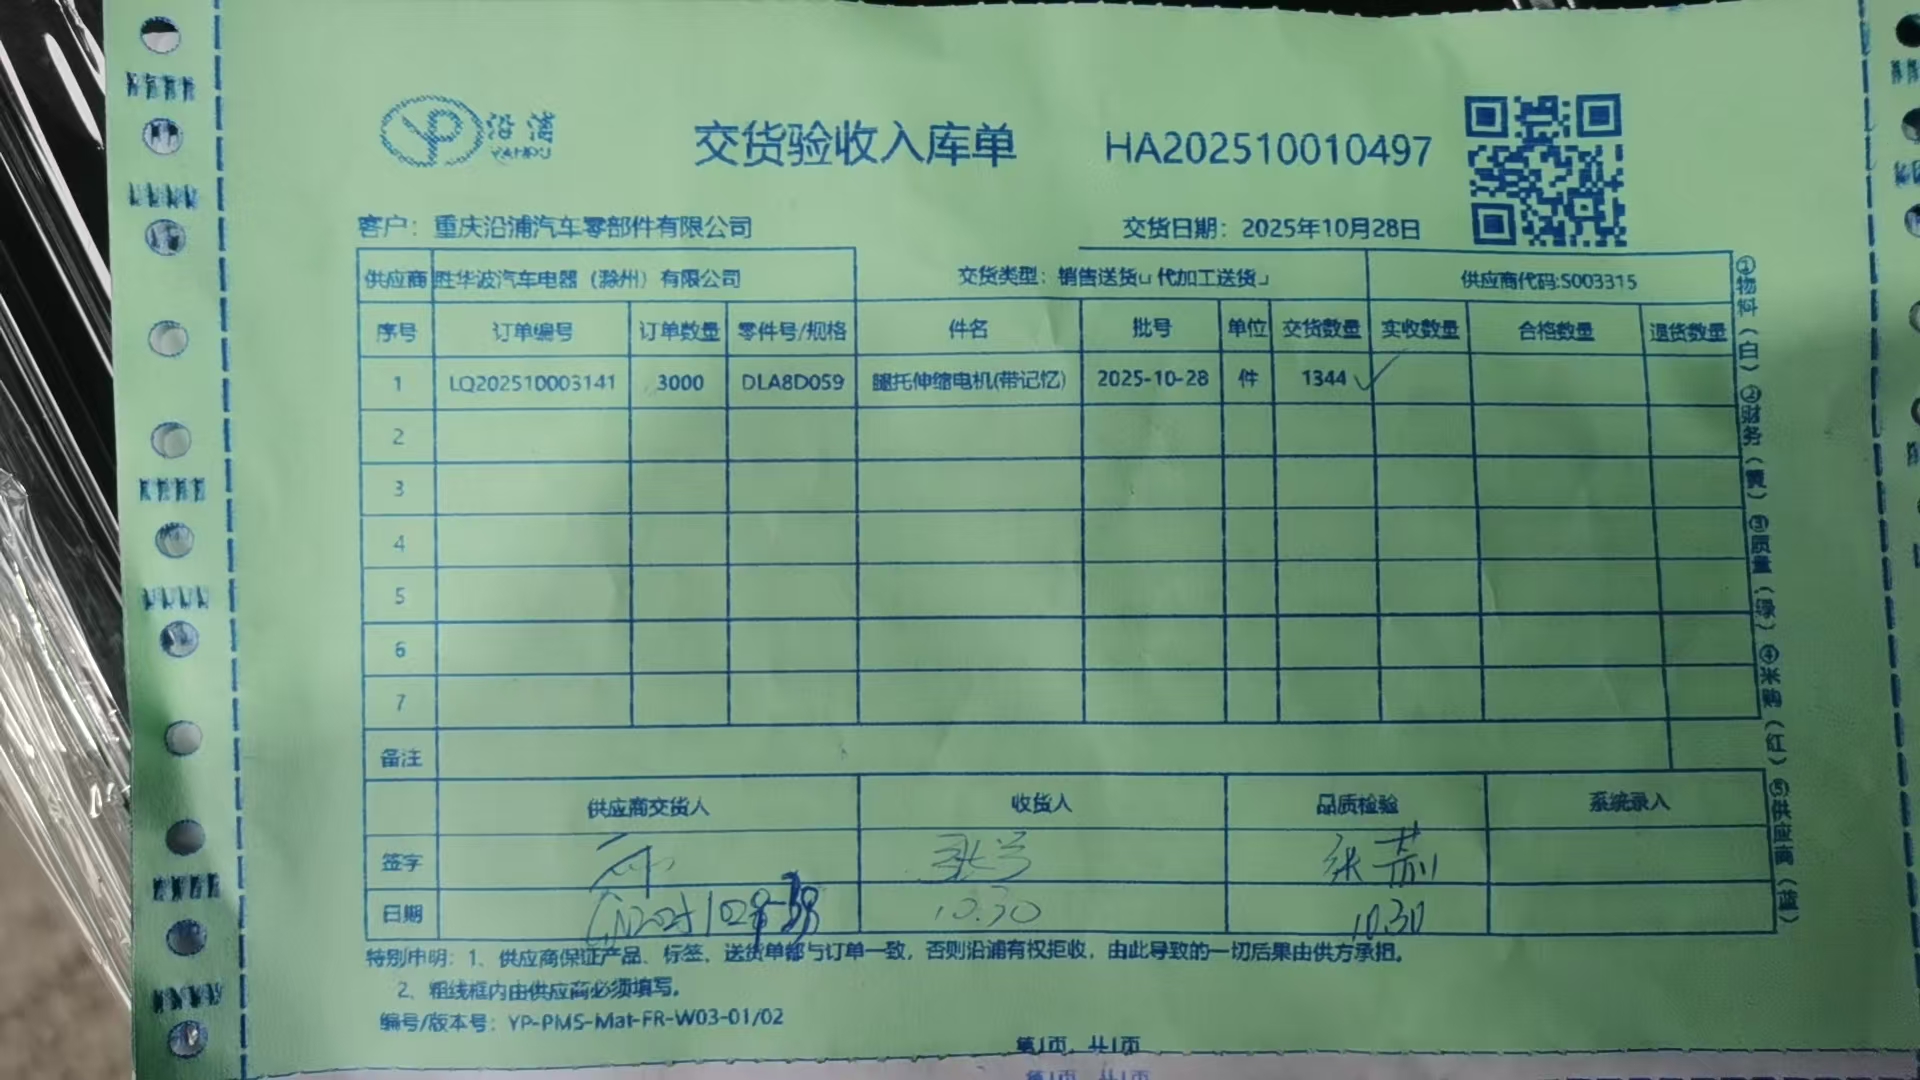 沿浦
YANPU
交货验收入库单 HA202510010497
客户：重庆沿浦汽车零部件有限公司 交货日期：2025年10月28日
供应商 胜华波汽车电器（滁州）有限公司 交货类型：销售送货 代加工送货 供应商代码:S003315
序号 订单编号 订单数量 零件号/规格 件名 批号 单位 交货数量 实收数量 合格数量 退货数量
1 LQ202510003141 3000 DLA8D059 腿托伸缩电机(带记忆) 2025-10-28 件 1344
2
3
4
5
6
7
备注
供应商交货人 收货人 品质检验 系统录入
签字 张
日期 10.30 10.30
特别申明：1、供应商保证产品、标签、送货单都与订单一致，否则沿浦有权拒收，由此导致的一切后果由供方承担。
2、粗线框内由供应商必须填写。
编号/版本号：YP-PMS-Mat-FR-W03-01/02
第1页，共1页
第1页，共1页
①物料（白）②财务（黄）③质量（绿）④采购（红）⑤供应商（蓝）